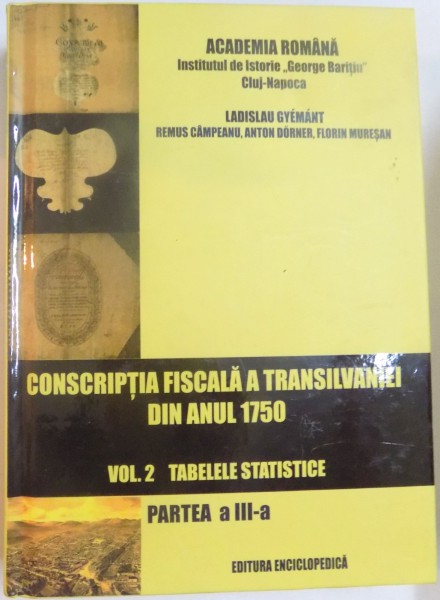 ACADEMIA ROMÂNĂ
Institutul de Istorie „George Barițiu”
Cluj-Napoca
LADISLAU GYÉMÁNT
REMUS CÂMPEANU, ANTON DÖRNER, FLORIN MUREȘAN
CONSCRIPȚIA FISCALĂ A TRANSILVANIEI
DIN ANUL 1750
VOL. 2 TABELELE STATISTICE
PARTEA a III-a
EDITURA ENCICLOPEDICĂ